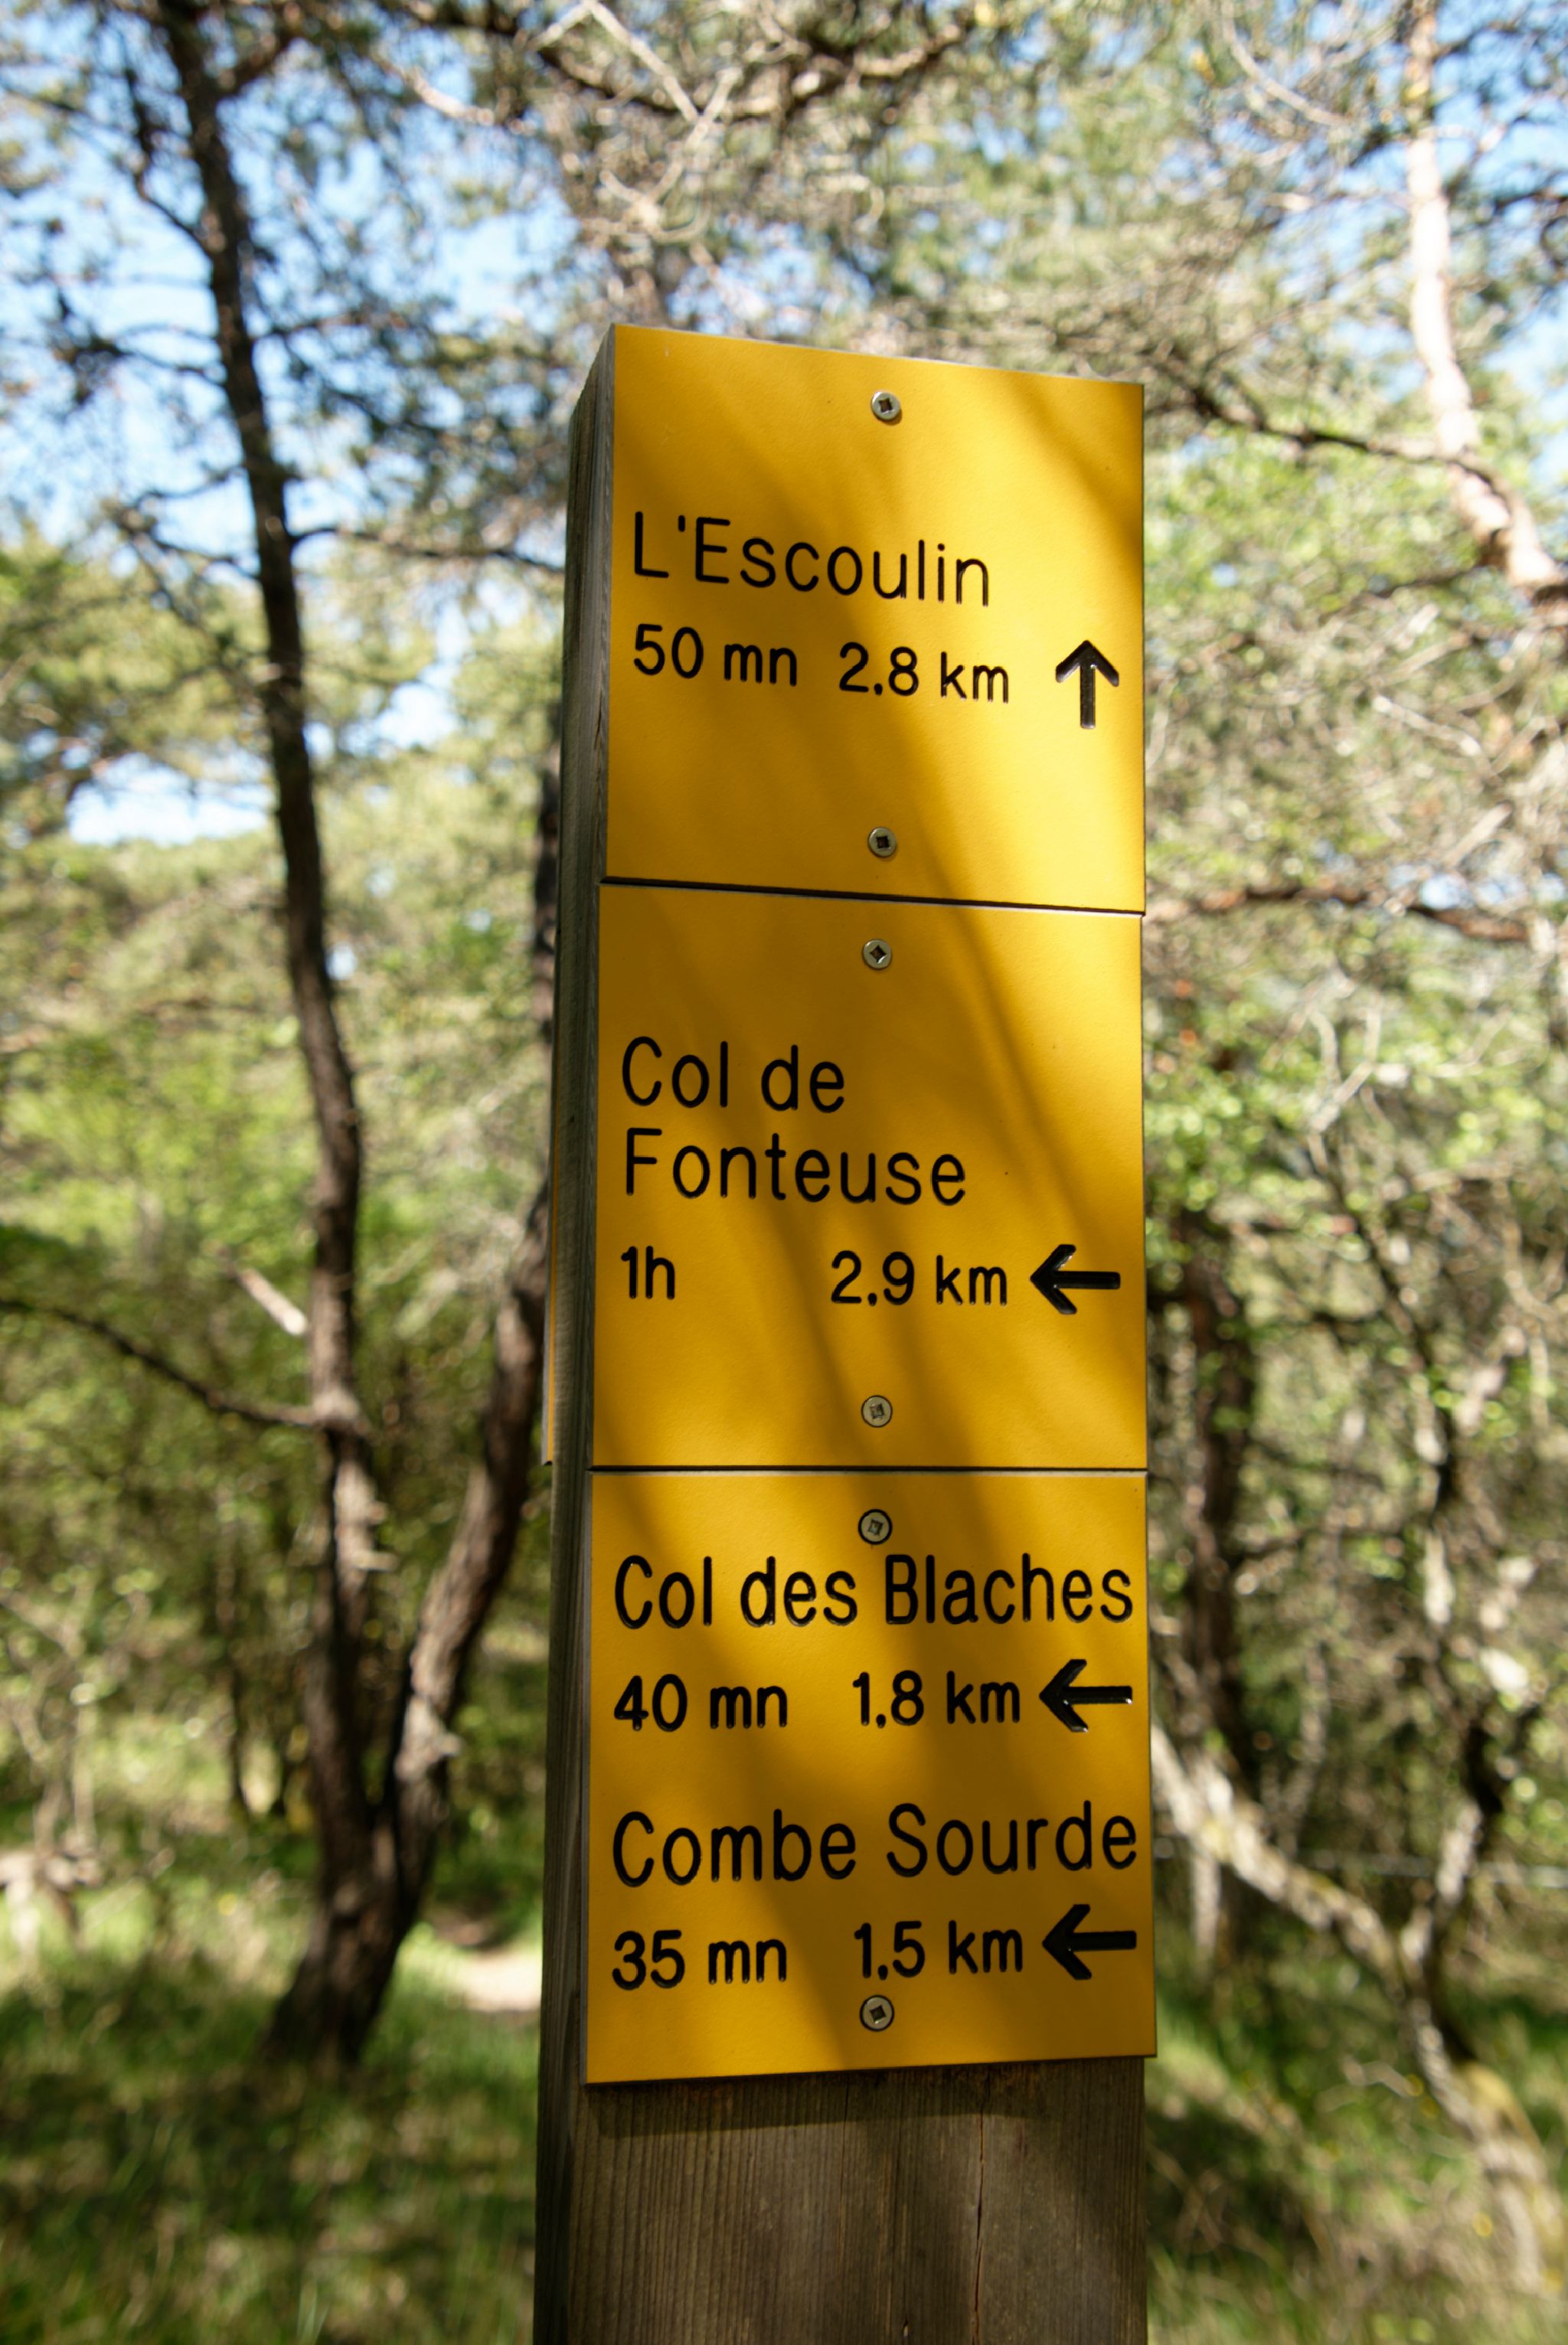 L'Escoulin
50 mn 2.8 km ↑
Col de
Fonteuse
1h 2.9 km ←
Col des Blaches
40 mn 1.8 km ←
Combe Sourde
35 mn 1.5 km ←